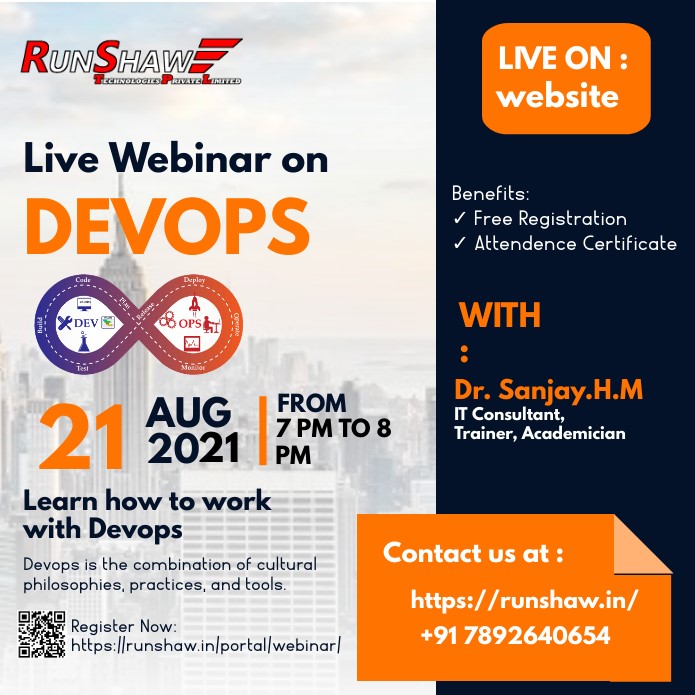 RUNSHAW
TECHNOLOGIES PRIVATE LIMITED
LIVE ON :
website
Live Webinar on
DEVOPS
Benefits:
✓ Free Registration
✓ Attendence Certificate
Code
Deploy
Plan
Release
Build
Operate
DEV
OPS
Test
Monitor
WITH
:
Dr. Sanjay.H.M
IT Consultant,
Trainer, Academician
21
AUG
2021
FROM
7 PM TO 8
PM
Learn how to work
with Devops
Devops is the combination of cultural
philosophies, practices, and tools.
Register Now:
https://runshaw.in/portal/webinar/
Contact us at :
https://runshaw.in/
+91 7892640654